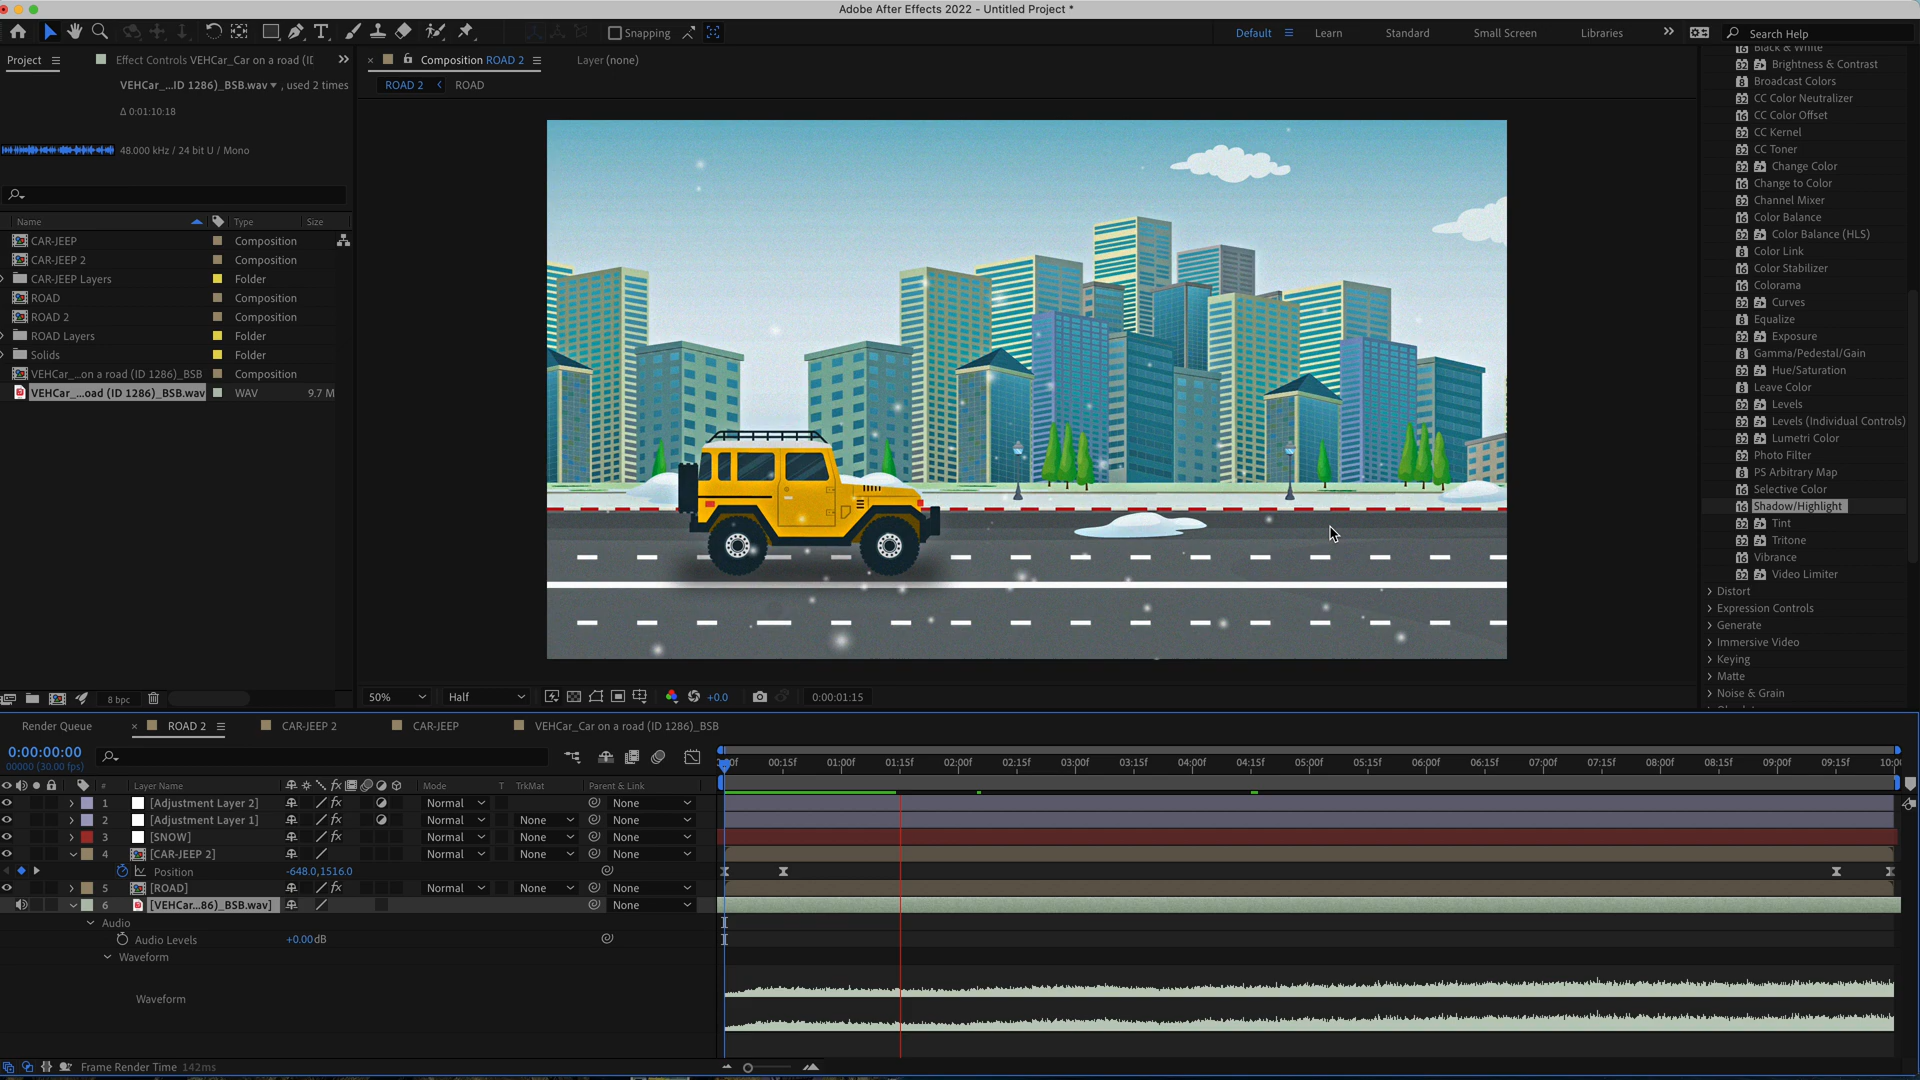 Adobe After Effects 2022 - Untitled Project *
Snapping
Default
Learn
Standard
Small Screen
Libraries
Search Help
Project
Effect Controls VEHCar_Car on a road (ID
VEHCar_...ID 1286)_BSB.wav ▾ , used 2 times
Δ 0:01:10:18
48.000 kHz / 24 bit U / Mono
Name
Type
Size
CAR-JEEP
Composition
CAR-JEEP 2
Composition
CAR-JEEP Layers
Folder
ROAD
Composition
ROAD 2
Composition
ROAD Layers
Folder
Solids
Folder
VEHCar_...on a road (ID 1286)_BSB
Composition
VEHCar_...oad (ID 1286)_BSB.wav
WAV
9.7 M
8 bpc
Composition ROAD 2
Layer (none)
ROAD 2
ROAD
50%
Half
+0.0
0:00:01:15
Black & White
Brightness & Contrast
Broadcast Colors
CC Color Neutralizer
CC Color Offset
CC Kernel
CC Toner
Change Color
Change to Color
Channel Mixer
Color Balance
Color Balance (HLS)
Color Link
Color Stabilizer
Colorama
Curves
Equalize
Exposure
Gamma/Pedestal/Gain
Hue/Saturation
Leave Color
Levels
Levels (Individual Controls)
Lumetri Color
Photo Filter
PS Arbitrary Map
Selective Color
Shadow/Highlight
Tint
Tritone
Vibrance
Video Limiter
Distort
Expression Controls
Generate
Immersive Video
Keying
Matte
Noise & Grain
Render Queue
ROAD 2
CAR-JEEP 2
CAR-JEEP
VEHCar_Car on a road (ID 1286)_BSB
0:00:00:00
00000 (30.00 fps)
00:15f 01:00f 01:15f 02:00f 02:15f 03:00f 03:15f 04:00f 04:15f 05:00f 05:15f 06:00f 06:15f 07:00f 07:15f 08:00f 08:15f 09:00f 09:15f 10:00
# Layer Name Mode T TrkMat Parent & Link
1 [Adjustment Layer 2] Normal None
2 [Adjustment Layer 1] Normal None None
3 [SNOW] Normal None None
4 [CAR-JEEP 2] Normal None None
Position -648.0,1516.0
5 [ROAD] Normal None None
6 [VEHCar...86)_BSB.wav] None
Audio
Audio Levels +0.00dB
Waveform
Waveform
Frame Render Time 142ms